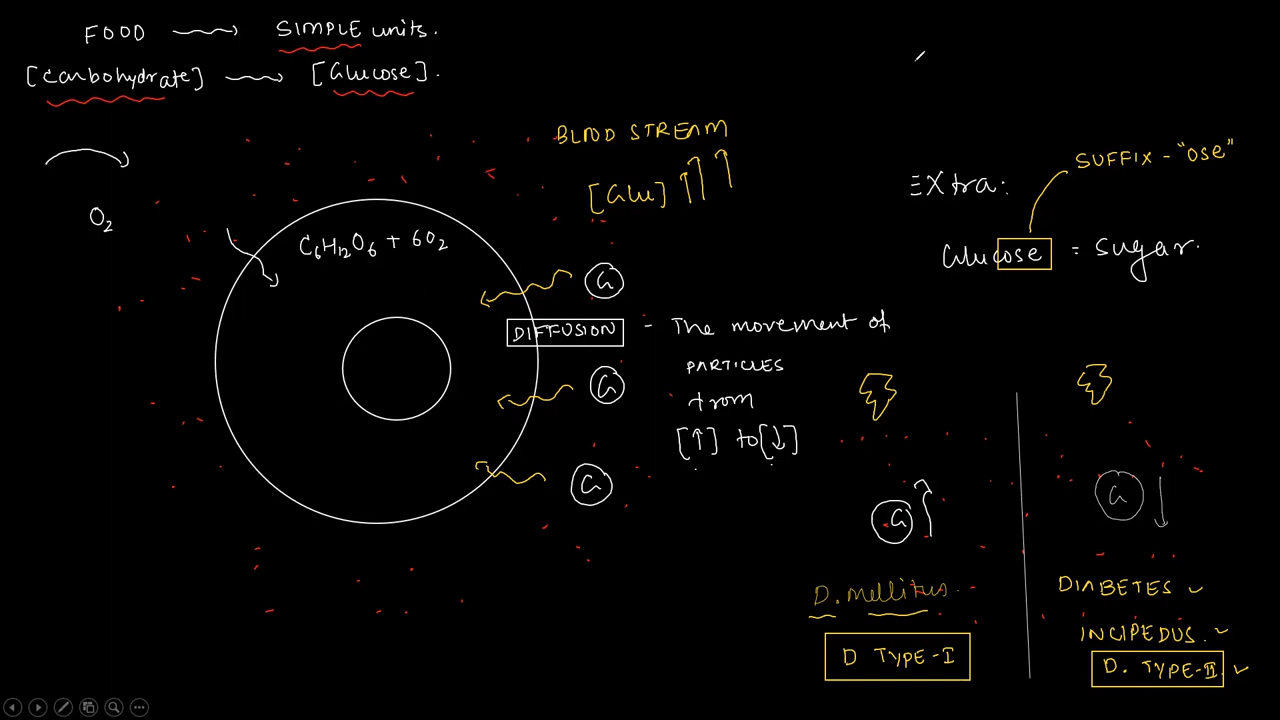 FOOD → SIMPLE units.
[carbohydrate] → [Glucose].
O₂
C₆H₁₂O₆ + 6O₂
BLOOD STREAM
[Glu] ↑↑↑
G
DIFFUSION - The movement of
PARTICLES
from
[↑] to [↓]
G
G
EXtra:
SUFFIX - "OSE"
Glucose = sugar.
G ↑
D. mellitus.
D TYPE-I
G ↓
DIABETES ✓
INCIPEDUS. ✓
D. TYPE-II ✓